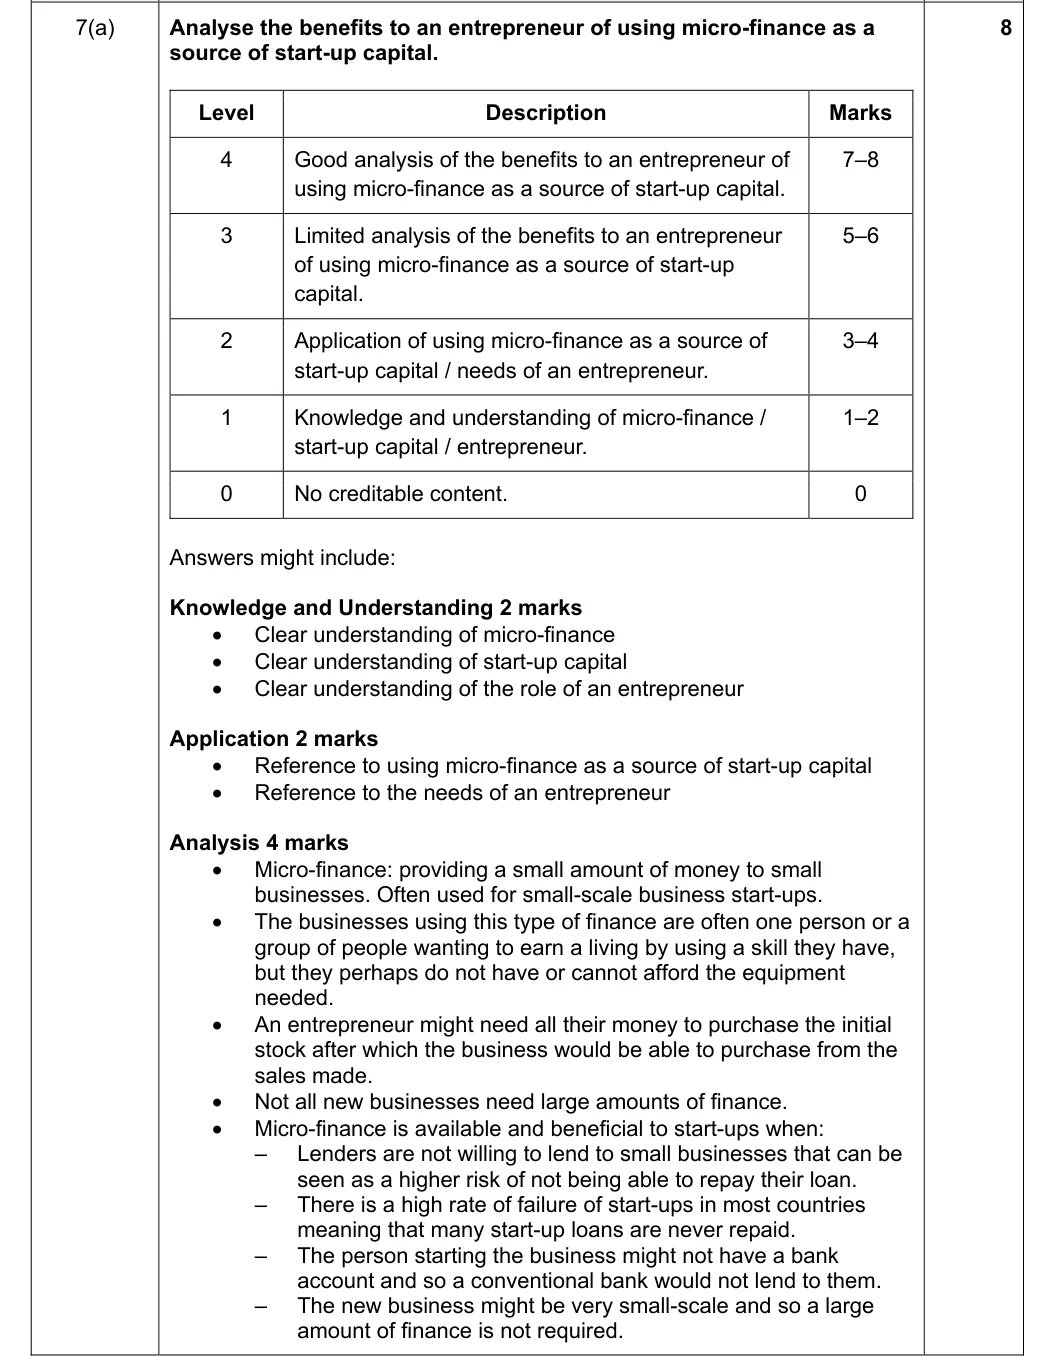 7(a) Analyse the benefits to an entrepreneur of using micro-finance as a 8
source of start-up capital.
Level Description Marks
4 Good analysis of the benefits to an entrepreneur of 7–8
using micro-finance as a source of start-up capital.
3 Limited analysis of the benefits to an entrepreneur 5–6
of using micro-finance as a source of start-up
capital.
2 Application of using micro-finance as a source of 3–4
start-up capital / needs of an entrepreneur.
1 Knowledge and understanding of micro-finance / 1–2
start-up capital / entrepreneur.
0 No creditable content. 0
Answers might include:
Knowledge and Understanding 2 marks
• Clear understanding of micro-finance
• Clear understanding of start-up capital
• Clear understanding of the role of an entrepreneur
Application 2 marks
• Reference to using micro-finance as a source of start-up capital
• Reference to the needs of an entrepreneur
Analysis 4 marks
• Micro-finance: providing a small amount of money to small
businesses. Often used for small-scale business start-ups.
• The businesses using this type of finance are often one person or a
group of people wanting to earn a living by using a skill they have,
but they perhaps do not have or cannot afford the equipment
needed.
• An entrepreneur might need all their money to purchase the initial
stock after which the business would be able to purchase from the
sales made.
• Not all new businesses need large amounts of finance.
• Micro-finance is available and beneficial to start-ups when:
– Lenders are not willing to lend to small businesses that can be
seen as a higher risk of not being able to repay their loan.
– There is a high rate of failure of start-ups in most countries
meaning that many start-up loans are never repaid.
– The person starting the business might not have a bank
account and so a conventional bank would not lend to them.
– The new business might be very small-scale and so a large
amount of finance is not required.